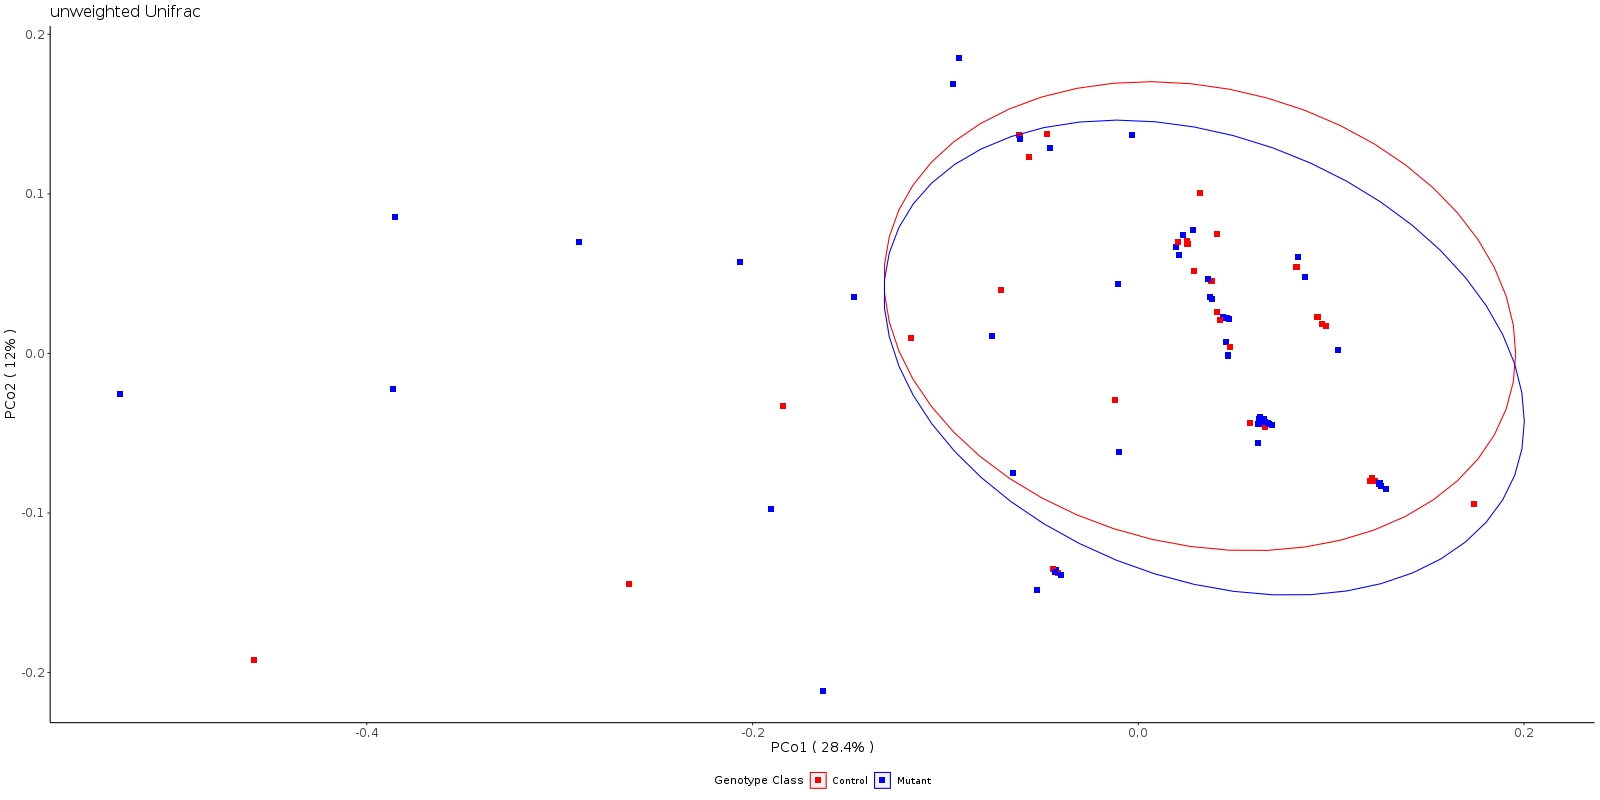 unweighted Unifrac
0.2
0.1
0.0
-0.1
-0.2
PCo2 ( 12% )
-0.4
-0.2
0.0
0.2
PCo1 ( 28.4% )
Genotype Class Control Mutant